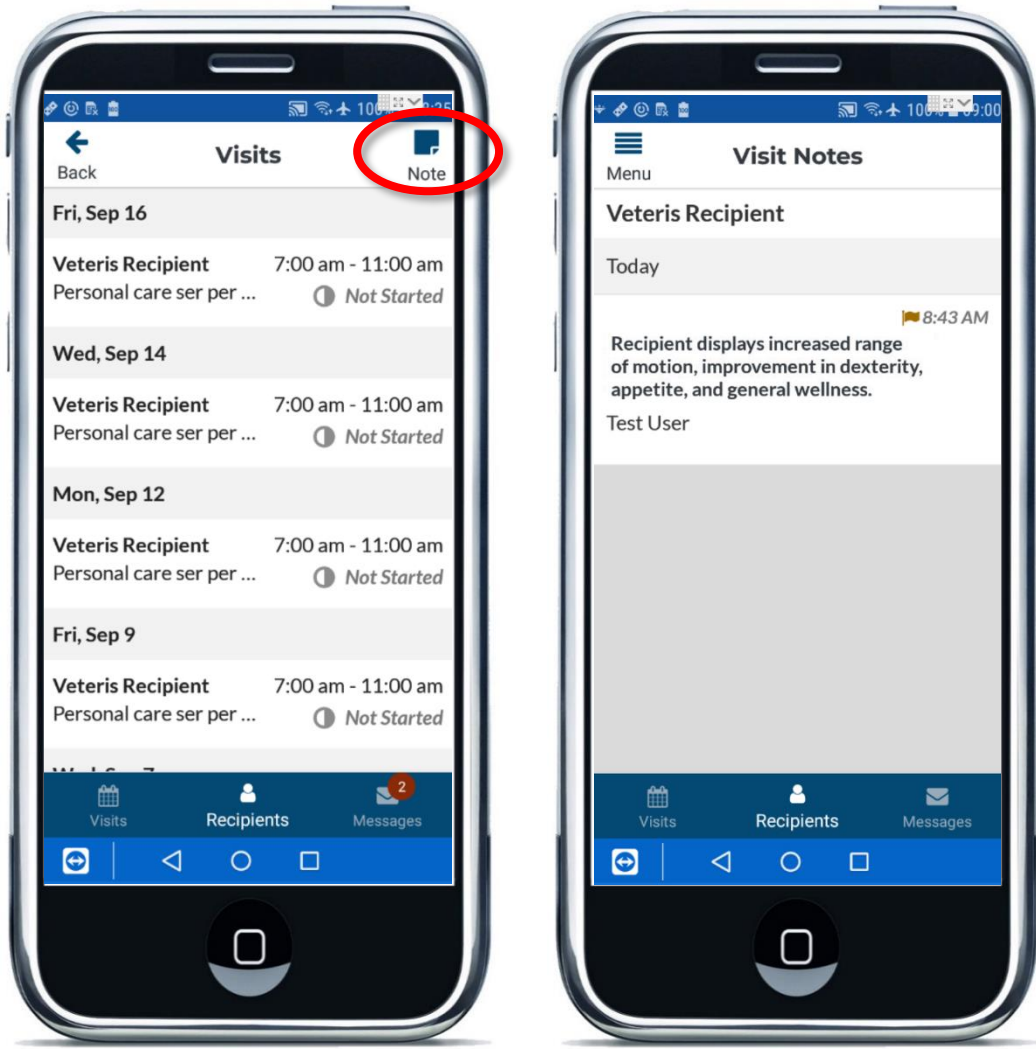 100%
8:35
Back
Visits
Note
Fri, Sep 16
Veteris Recipient 7:00 am - 11:00 am
Personal care ser per ... Not Started
Wed, Sep 14
Veteris Recipient 7:00 am - 11:00 am
Personal care ser per ... Not Started
Mon, Sep 12
Veteris Recipient 7:00 am - 11:00 am
Personal care ser per ... Not Started
Fri, Sep 9
Veteris Recipient 7:00 am - 11:00 am
Personal care ser per ... Not Started
2
Visits Recipients Messages
09:00
Menu
Visit Notes
Veteris Recipient
Today
8:43 AM
Recipient displays increased range
of motion, improvement in dexterity,
appetite, and general wellness.
Test User
Visits Recipients Messages